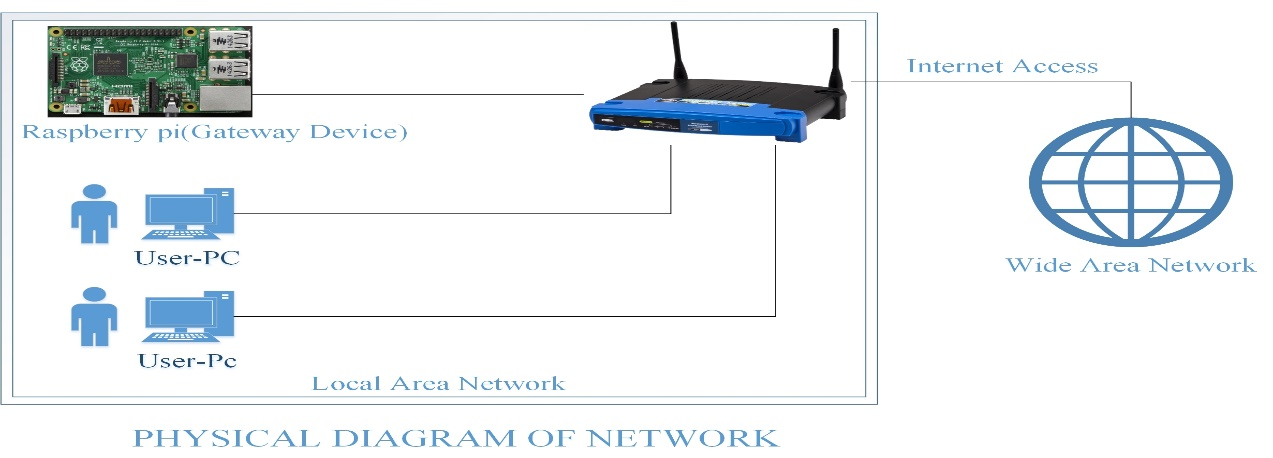 Raspberry pi(Gateway Device)
Internet Access
User-PC
Wide Area Network
User-Pc
Local Area Network
PHYSICAL DIAGRAM OF NETWORK